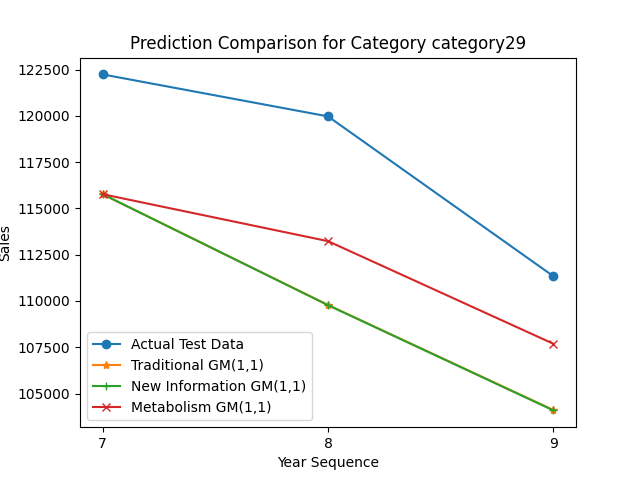 Prediction Comparison for Category category29
122500
120000
117500
115000
112500
110000
107500
105000
Sales
Actual Test Data
Traditional GM(1,1)
New Information GM(1,1)
Metabolism GM(1,1)
7
8
9
Year Sequence